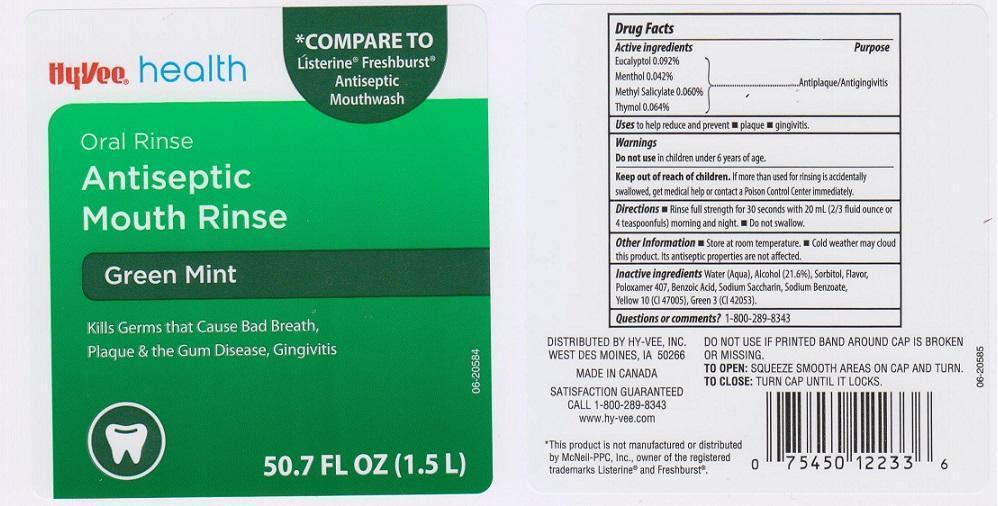 HyVee® health
*COMPARE TO
Listerine® Freshburst®
Antiseptic
Mouthwash
Oral Rinse
Antiseptic
Mouth Rinse
Green Mint
Kills Germs that Cause Bad Breath,
Plaque & the Gum Disease, Gingivitis
50.7 FL OZ (1.5 L)
06-20584
Drug Facts
Active ingredients Purpose
Eucalyptol 0.092%
Menthol 0.042%
Methyl Salicylate 0.060%
Thymol 0.064%
Antiplaque/Antigingivitis
Uses to help reduce and prevent ■ plaque ■ gingivitis.
Warnings
Do not use in children under 6 years of age.
Keep out of reach of children. If more than used for rinsing is accidentally
swallowed, get medical help or contact a Poison Control Center immediately.
Directions ■ Rinse full strength for 30 seconds with 20 mL (2/3 fluid ounce or
4 teaspoonfuls) morning and night. ■ Do not swallow.
Other Information ■ Store at room temperature. ■ Cold weather may cloud
this product. Its antiseptic properties are not affected.
Inactive ingredients Water (Aqua), Alcohol (21.6%), Sorbitol, Flavor,
Poloxamer 407, Benzoic Acid, Sodium Saccharin, Sodium Benzoate,
Yellow 10 (CI 47005), Green 3 (CI 42053).
Questions or comments? 1-800-289-8343
DISTRIBUTED BY HY-VEE, INC.
WEST DES MOINES, IA 50266
MADE IN CANADA
SATISFACTION GUARANTEED
CALL 1-800-289-8343
www.hy-vee.com
*This product is not manufactured or distributed
by McNeil-PPC, Inc., owner of the registered
trademarks Listerine® and Freshburst®.
DO NOT USE IF PRINTED BAND AROUND CAP IS BROKEN
OR MISSING.
TO OPEN: SQUEEZE SMOOTH AREAS ON CAP AND TURN.
TO CLOSE: TURN CAP UNTIL IT LOCKS.
06-20585
0 75450 12233 6